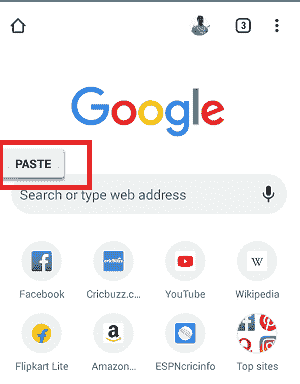 3
Google
PASTE
Search or type web address
Facebook
Cricbuzz.c...
YouTube
Wikipedia
Flipkart Lite
Amazon...
ESPNcricinfo
Top sites